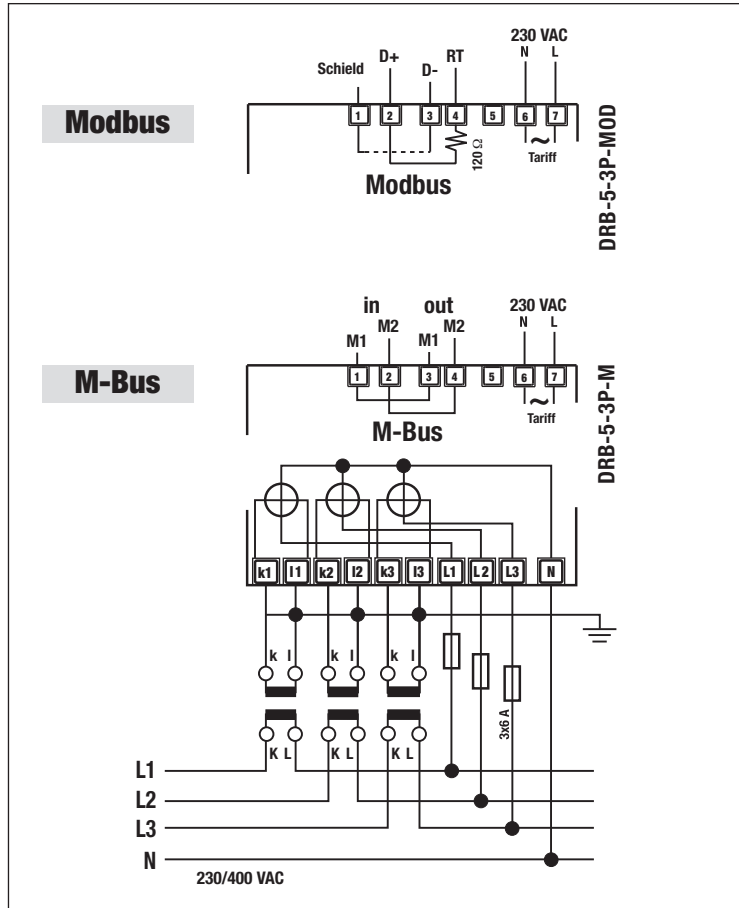 230 VAC
Schield D+ D- RT N L
1 2 3 4 5 6 7
Modbus
120 Ω
~
Tariff
Modbus
DRB-5-3P-MOD
in out 230 VAC
M1 M2 M1 M2 N L
1 2 3 4 5 6 7
M-Bus
~
Tariff
M-Bus
DRB-5-3P-M
k1 l1 k2 l2 k3 l3 L1 L2 L3 N
k l k l k l
3x6 A
K L K L K L
L1
L2
L3
N
230/400 VAC